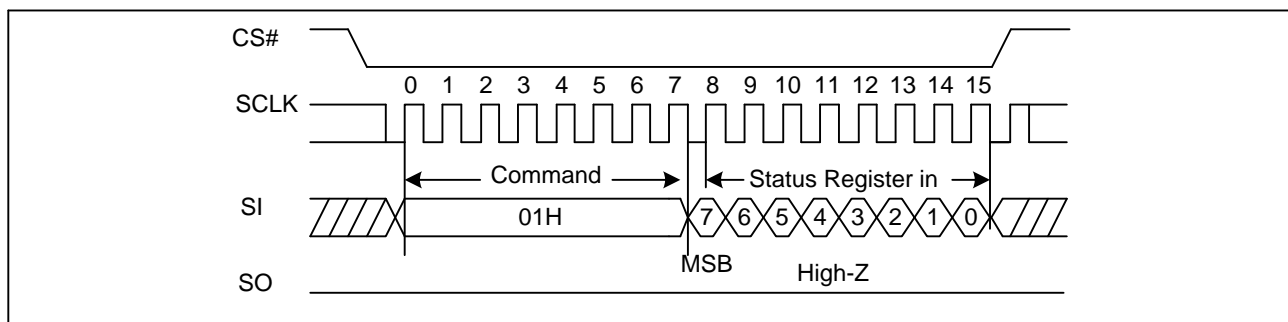 CS#
0 1 2 3 4 5 6 7 8 9 10 11 12 13 14 15
SCLK
Command Status Register in
SI 01H 7 6 5 4 3 2 1 0
MSB High-Z
SO